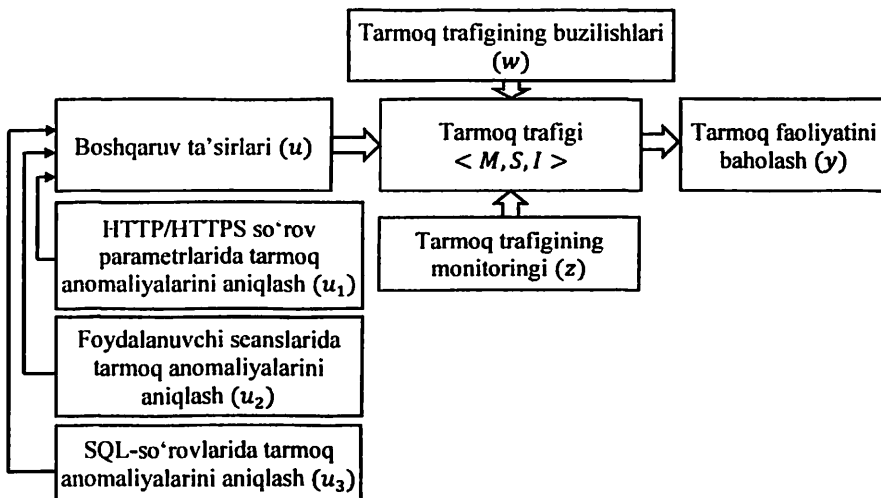 Tarmoq trafigining buzilishlari
(w)
Boshqaruv ta’sirlari (u)
Tarmoq trafigi
< M, S, I >
Tarmoq faoliyatini
baholash (y)
HTTP/HTTPS so‘rov
parametrlarida tarmoq
anomaliyalarini aniqlash (u₁)
Tarmoq trafigining
monitoringi (z)
Foydalanuvchi seanslarida
tarmoq anomaliyalarini
aniqlash (u₂)
SQL-so‘rovlarida tarmoq
anomaliyalarini aniqlash (u₃)